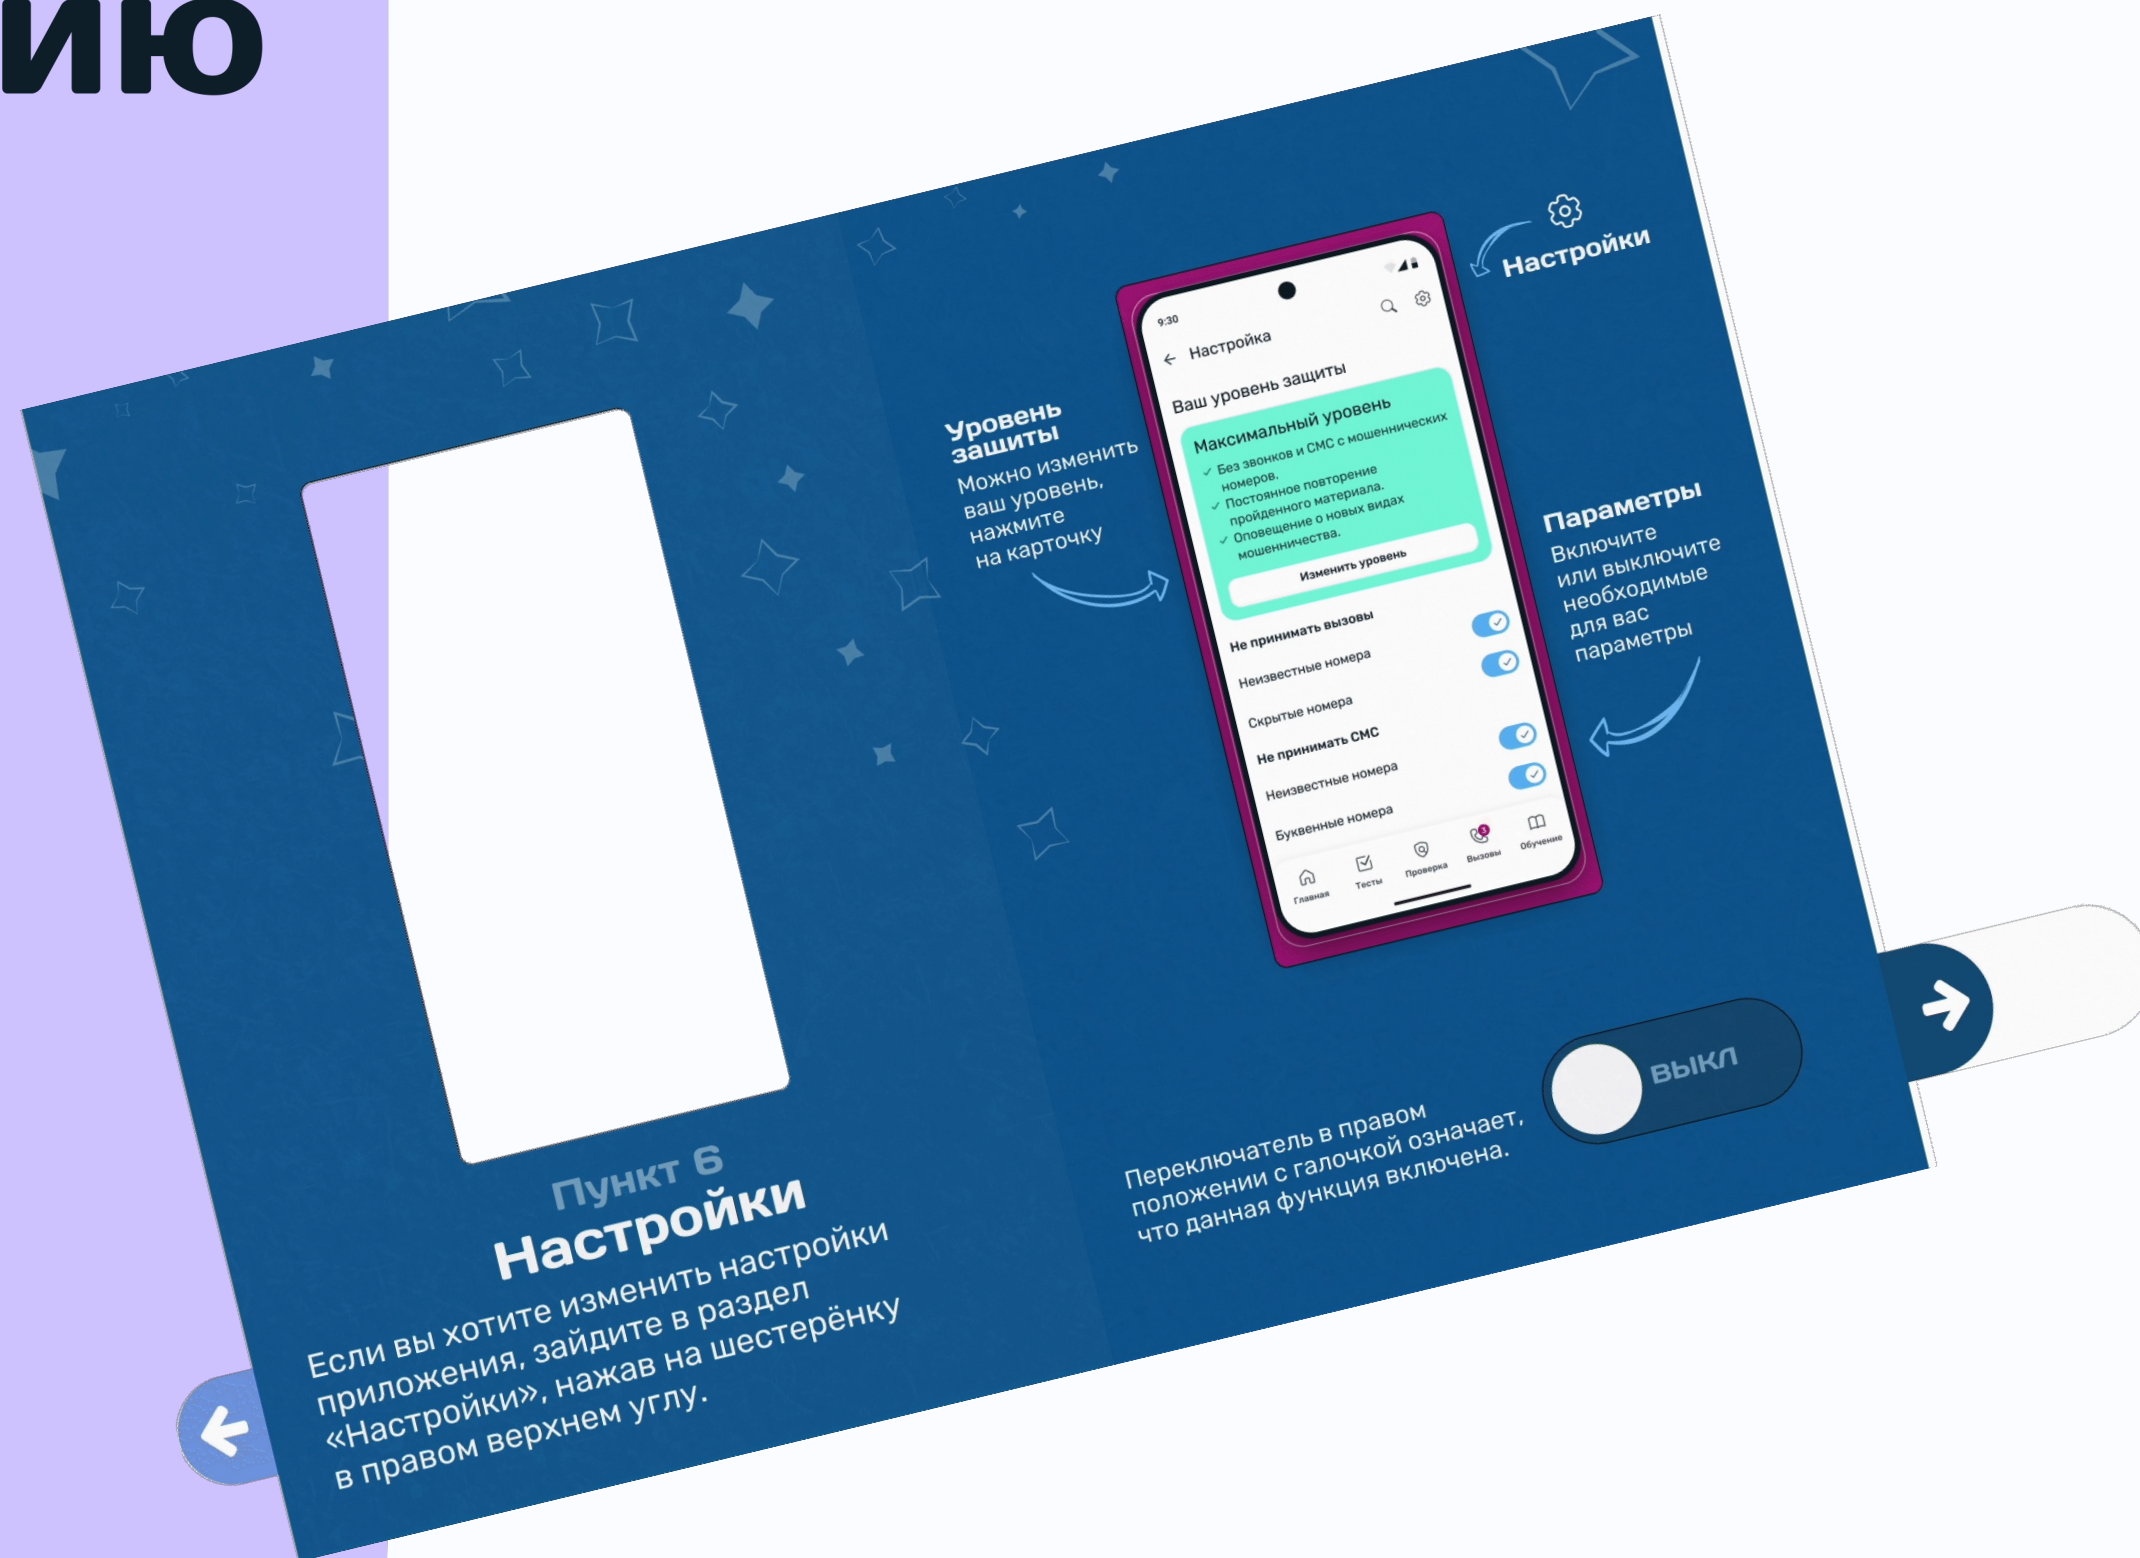 ию
Пункт 6
Настройки
Если вы хотите изменить настройки
приложения, зайдите в раздел
«Настройки», нажав на шестерёнку
в правом верхнем углу.
Уровень
защиты
Можно изменить
ваш уровень,
нажмите
на карточку
9:30
Настройка
Ваш уровень защиты
Максимальный уровень
Без звонков и СМС с мошеннических
номеров.
Постоянное повторение
пройденного материала.
Оповещение о новых видах
мошенничества.
Изменить уровень
Не принимать вызовы
Неизвестные номера
Скрытые номера
Не принимать СМС
Неизвестные номера
Буквенные номера
Главная
Тесты
Проверка
3
Вызовы
Обучение
Настройки
Параметры
Включите
или выключите
необходимые
для вас
параметры
Переключатель в правом
положении с галочкой означает,
что данная функция включена.
ВЫКЛ